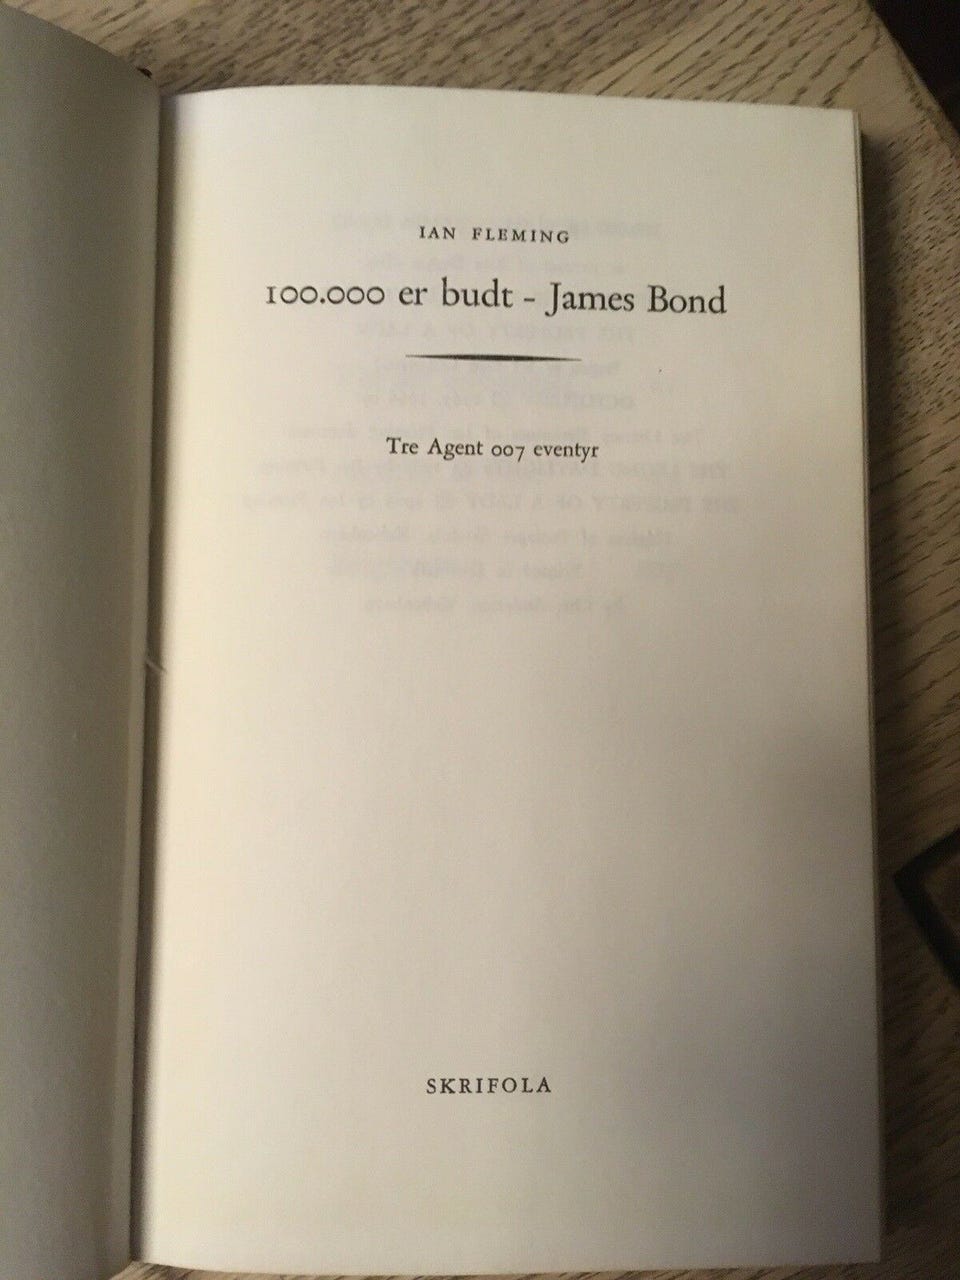 IAN FLEMING
100.000 er budt - James Bond
Tre Agent 007 eventyr
SKRIFOLA